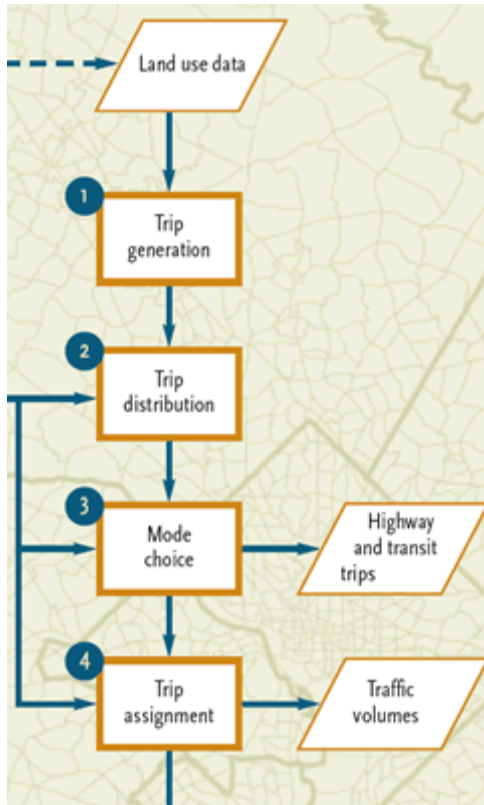 Land use data
1
Trip
generation
2
Trip
distribution
3
Mode
choice
Highway
and transit
trips
4
Trip
assignment
Traffic
volumes